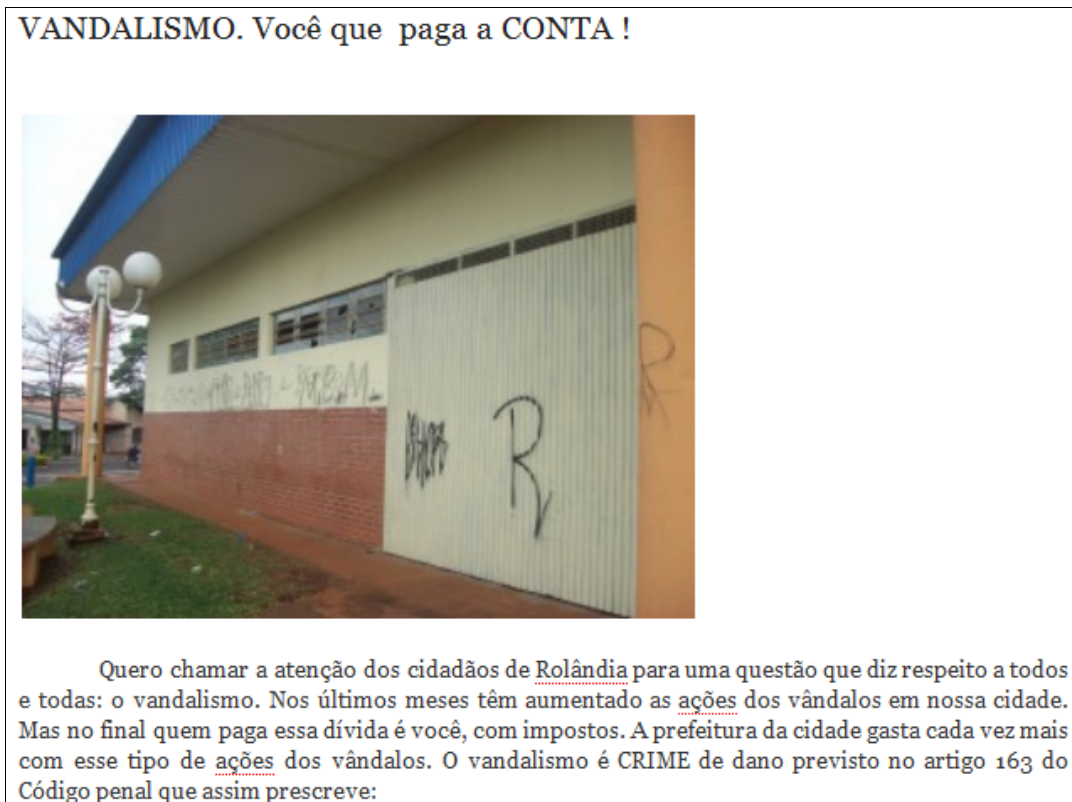 VANDALISMO. Você que paga a CONTA !
R
R
Quero chamar a atenção dos cidadãos de Rolândia para uma questão que diz respeito a todos
e todas: o vandalismo. Nos últimos meses têm aumentado as ações dos vândalos em nossa cidade.
Mas no final quem paga essa dívida é você, com impostos. A prefeitura da cidade gasta cada vez mais
com esse tipo de ações dos vândalos. O vandalismo é CRIME de dano previsto no artigo 163 do
Código penal que assim prescreve: